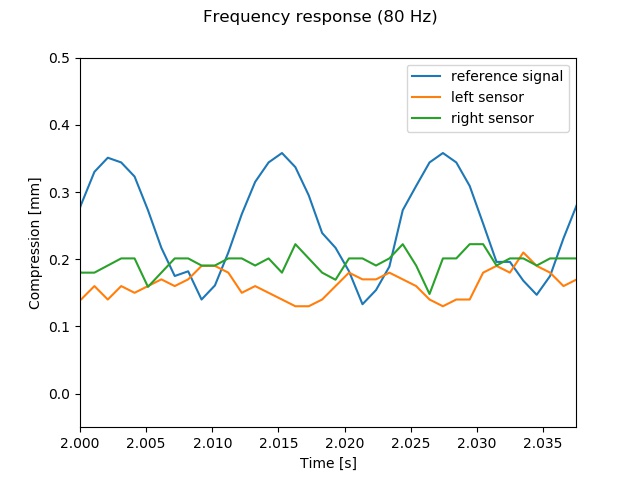 Frequency response (80 Hz)
0.5
0.4
0.3
0.2
0.1
0.0
Compression [mm]
reference signal
left sensor
right sensor
2.000 2.005 2.010 2.015 2.020 2.025 2.030 2.035
Time [s]